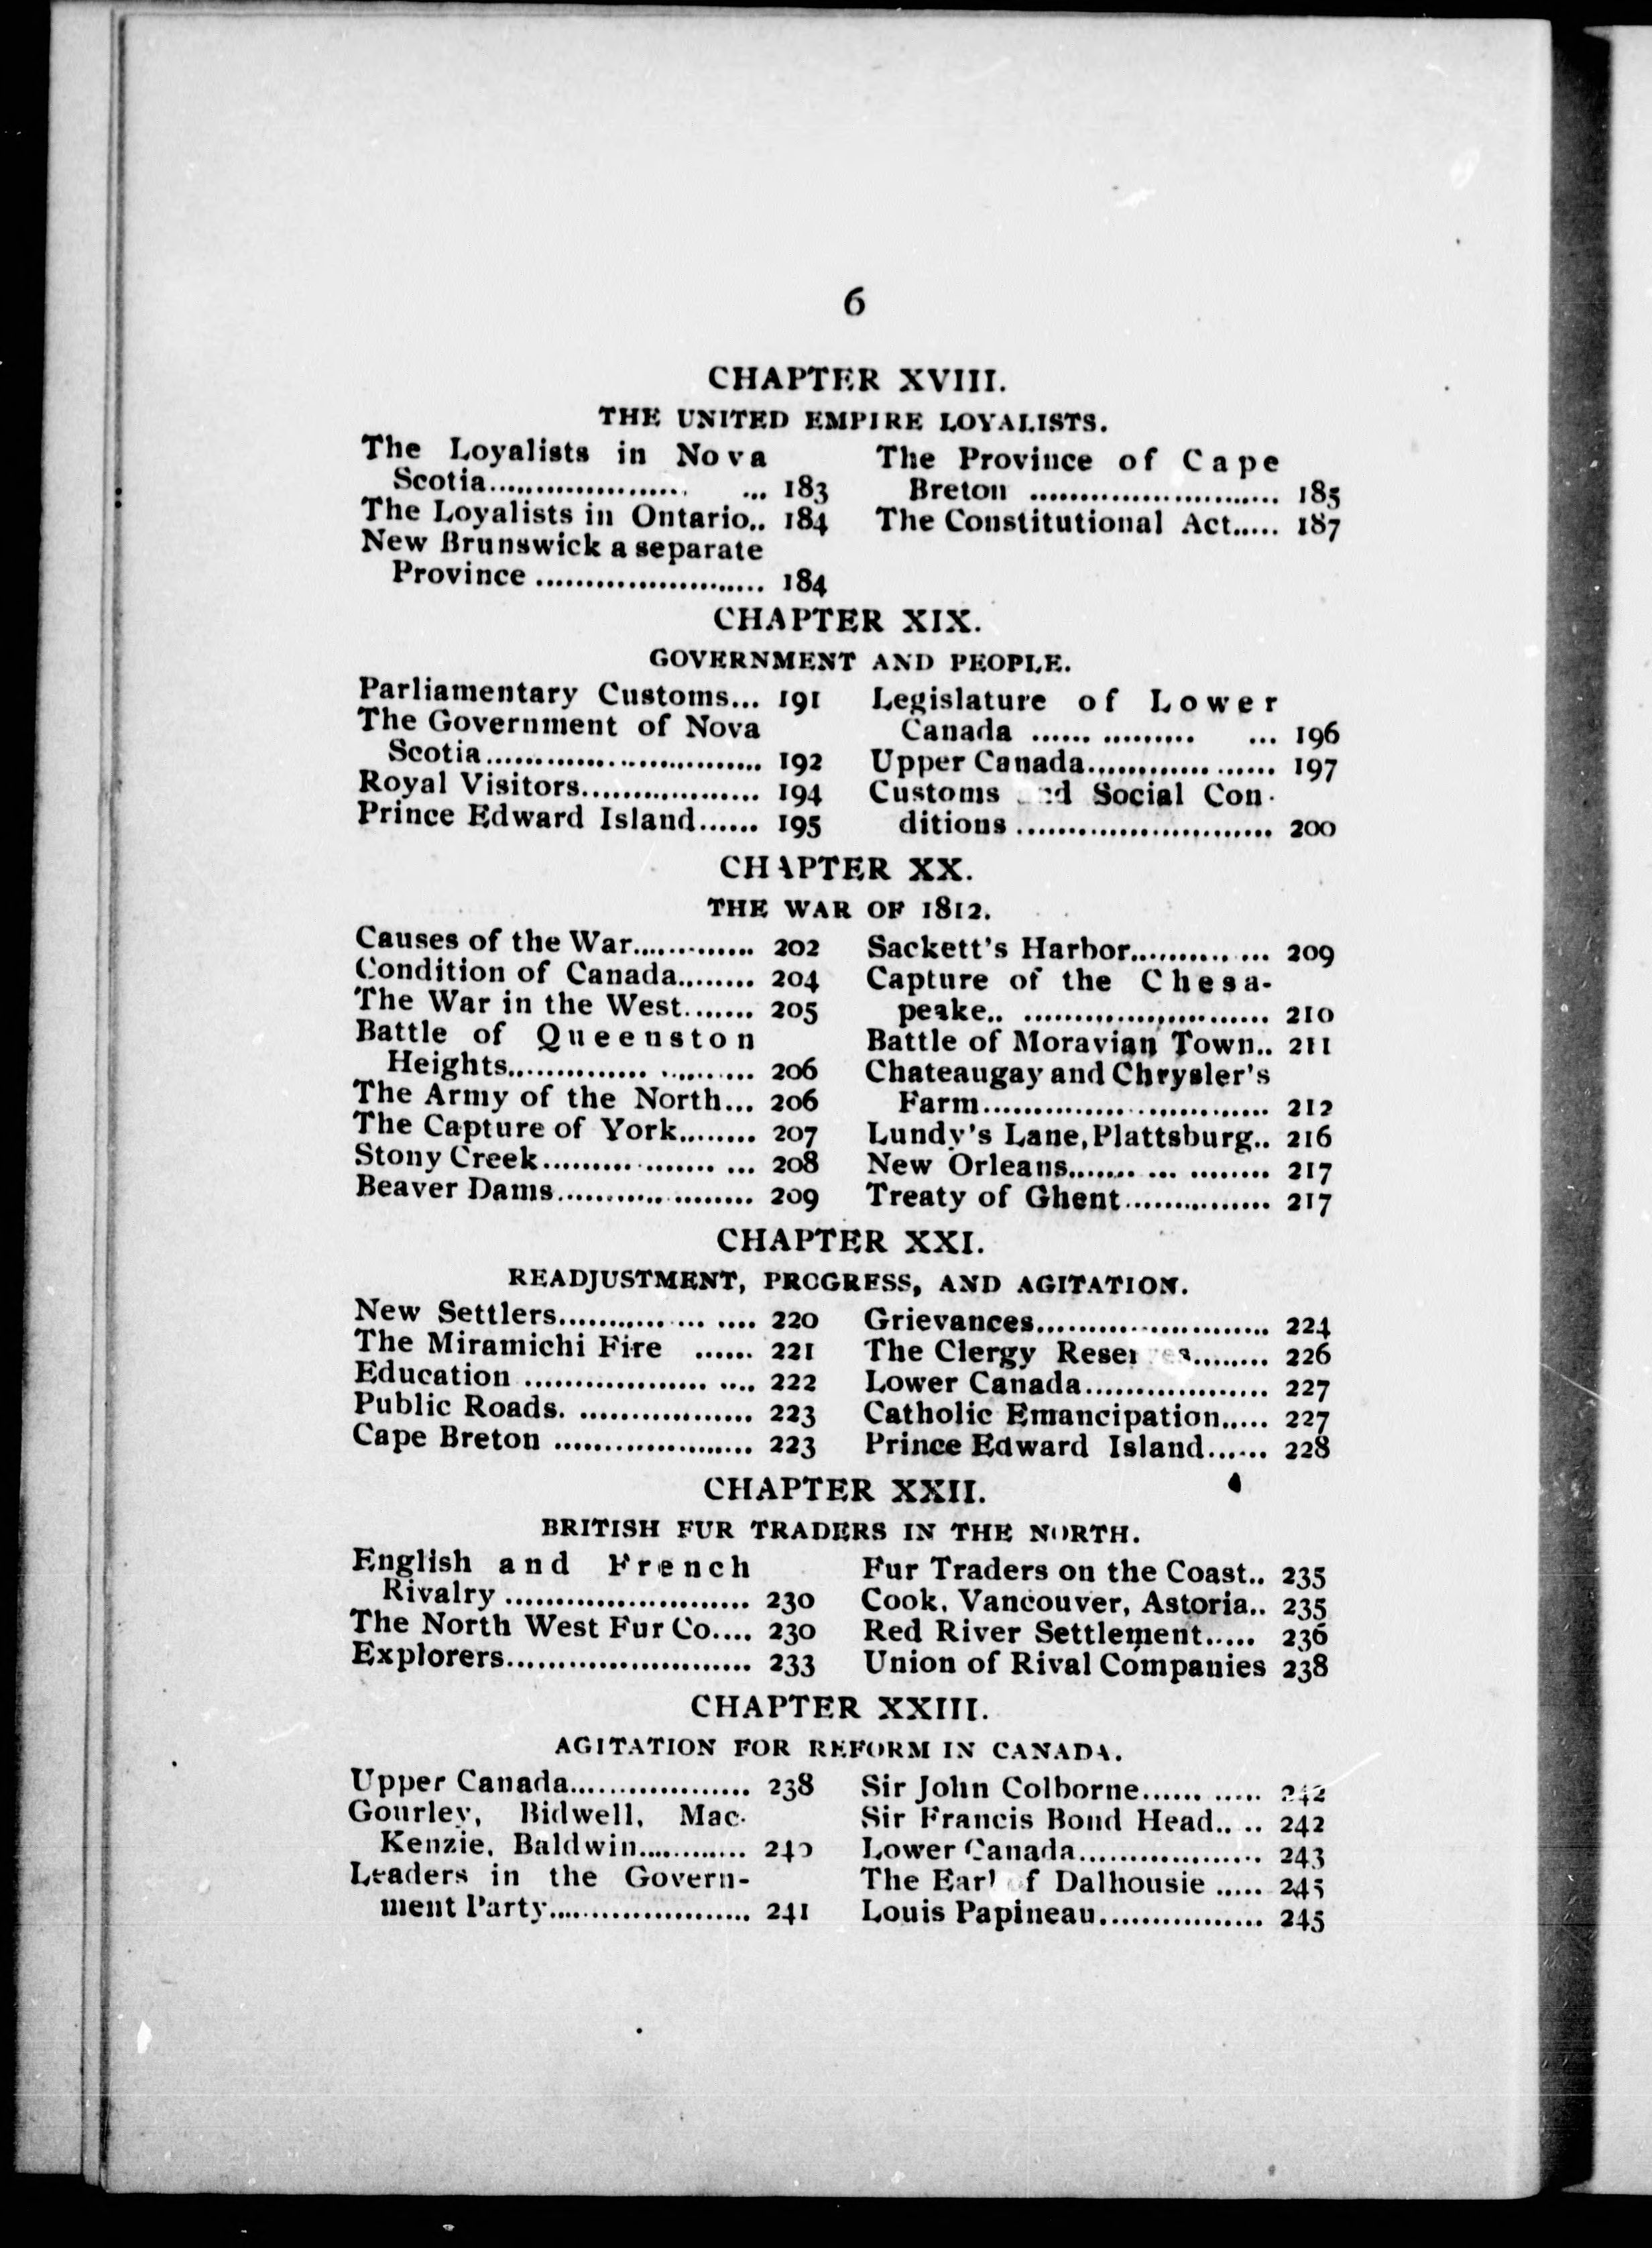 6
CHAPTER XVIII.
THE UNITED EMPIRE LOYALISTS.
The Loyalists in Nova
Scotia...................... ... 183
The Loyalists in Ontario.. 184
New Brunswick a separate
Province ....................... 184
The Province of Cape
Breton ......................... 185
The Constitutional Act..... 187
CHAPTER XIX.
GOVERNMENT AND PEOPLE.
Parliamentary Customs... 191
The Government of Nova
Scotia............................ 192
Royal Visitors.................. 194
Prince Edward Island...... 195
Legislature of Lower
Canada ...... ......... ... 196
Upper Canada................... 197
Customs and Social Con-
ditions .......................... 200
CHAPTER XX.
THE WAR OF 1812.
Causes of the War............. 202
Condition of Canada........ 204
The War in the West........ 205
Battle of Queenston
Heights.............. .......... 206
The Army of the North... 206
The Capture of York........ 207
Stony Creek.................. ... 208
Beaver Dams.................... 209
Sackett's Harbor.............. 209
Capture of the Chesa-
peake.. ......................... 210
Battle of Moravian Town.. 211
Chateaugay and Chrysler's
Farm............................. 212
Lundy's Lane, Plattsburg.. 216
New Orleans....... ... ........ 217
Treaty of Ghent............... 217
CHAPTER XXI.
READJUSTMENT, PROGRESS, AND AGITATION.
New Settlers............... .... 220
The Miramichi Fire ...... 221
Education .................. .... 222
Public Roads. ................. 223
Cape Breton .................... 223
Grievances....................... 224
The Clergy Reserves........ 226
Lower Canada.................. 227
Catholic Emancipation..... 227
Prince Edward Island...... 228
CHAPTER XXII.
BRITISH FUR TRADERS IN THE NORTH.
English and French
Rivalry ........................ 230
The North West Fur Co.... 230
Explorers........................ 233
Fur Traders on the Coast.. 235
Cook, Vancouver, Astoria.. 235
Red River Settlement..... 236
Union of Rival Companies 238
CHAPTER XXIII.
AGITATION FOR REFORM IN CANADA.
Upper Canada.................. 238
Gourley, Bidwell, Mac-
Kenzie, Baldwin............ 240
Leaders in the Govern-
ment Party.................... 241
Sir John Colborne............ 242
Sir Francis Bond Head.. .. 242
Lower Canada.................. 243
The Earl of Dalhousie ..... 245
Louis Papineau................ 245